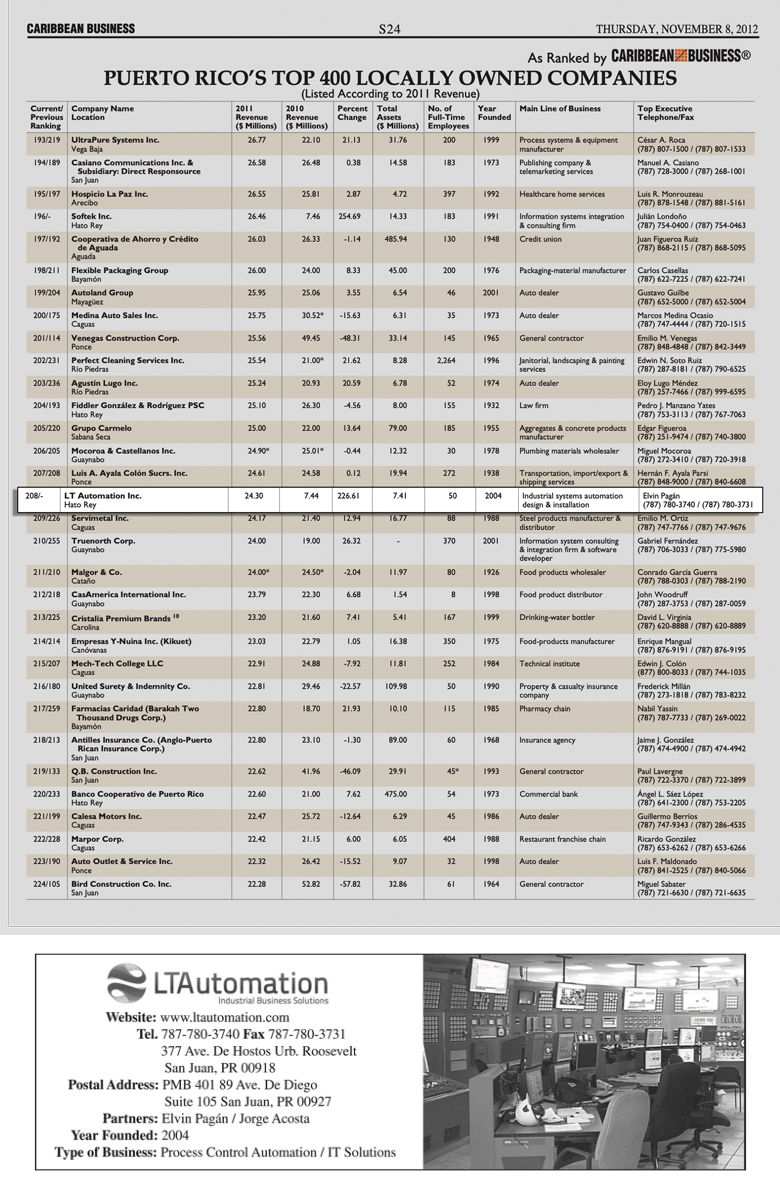 CARIBBEAN BUSINESS S24 THURSDAY, NOVEMBER 8, 2012
As Ranked by CARIBBEAN BUSINESS®
PUERTO RICO'S TOP 400 LOCALLY OWNED COMPANIES
(Listed According to 2011 Revenue)
Current/ Company Name 2011 2010 Percent Total No. of Year Main Line of Business Top Executive
Previous Location Revenue Revenue Change Assets Full-Time Founded Telephone/Fax
Ranking ($ Millions) ($ Millions) ($ Millions) Employees
193/219 UltraPure Systems Inc. 26.77 22.10 21.13 31.76 200 1999 Process systems & equipment César A. Roca
Vega Baja manufacturer (787) 807-1500 / (787) 807-1533
194/189 Casiano Communications Inc. & 26.58 26.48 0.38 14.58 183 1973 Publishing company & Manuel A. Casiano
Subsidiary: Direct Responsource telemarketing services (787) 728-3000 / (787) 268-1001
San Juan
195/197 Hospicio La Paz Inc. 26.55 25.81 2.87 4.72 397 1992 Healthcare home services Luis R. Monrouzeau
Arecibo (787) 878-1548 / (787) 881-5161
196/- Softek Inc. 26.46 7.46 254.69 14.33 183 1991 Information systems integration Julián Londoño
Hato Rey & consulting firm (787) 754-0400 / (787) 754-0463
197/192 Cooperativa de Ahorro y Crédito 26.03 26.33 -1.14 485.94 130 1948 Credit union Juan Figueroa Ruiz
de Aguada (787) 868-2115 / (787) 868-5095
Aguada
198/211 Flexible Packaging Group 26.00 24.00 8.33 45.00 200 1976 Packaging-material manufacturer Carlos Casellas
Bayamón (787) 622-7225 / (787) 622-7241
199/204 Autoland Group 25.95 25.06 3.55 6.54 46 2001 Auto dealer Gustavo Guilbe
Mayagüez (787) 652-5000 / (787) 652-5004
200/175 Medina Auto Sales Inc. 25.75 30.52* -15.63 6.31 35 1973 Auto dealer Marcos Medina Ocasio
Caguas (787) 747-4444 / (787) 720-1515
201/114 Venegas Construction Corp. 25.56 49.45 -48.31 33.14 145 1965 General contractor Emilio M. Venegas
Ponce (787) 848-4848 / (787) 842-3449
202/231 Perfect Cleaning Services Inc. 25.54 21.00* 21.62 8.28 2,264 1996 Janitorial, landscaping & painting Edwin N. Soto Ruiz
Río Piedras services (787) 287-8181 / (787) 790-6525
203/236 Agustín Lugo Inc. 25.24 20.93 20.59 6.78 52 1974 Auto dealer Eloy Lugo Méndez
Río Piedras (787) 257-7466 / (787) 999-6595
204/193 Fiddler González & Rodríguez PSC 25.10 26.30 -4.56 8.00 155 1932 Law firm Pedro J. Manzano Yates
Hato Rey (787) 753-3113 / (787) 767-7063
205/220 Grupo Carmelo 25.00 22.00 13.64 79.00 185 1955 Aggregates & concrete products Edgar Figueroa
Sabana Seca manufacturer (787) 251-9474 / (787) 740-3800
206/205 Mocoroa & Castellanos Inc. 24.90* 25.01* -0.44 12.32 30 1978 Plumbing materials wholesaler Miguel Mocoroa
Guaynabo (787) 272-3410 / (787) 720-3918
207/208 Luis A. Ayala Colón Sucrs. Inc. 24.61 24.58 0.12 19.94 272 1938 Transportation, import/export & Hernán F. Ayala Parsi
Ponce shipping services (787) 848-9000 / (787) 840-6608
208/- LT Automation Inc. 24.30 7.44 226.61 7.41 50 2004 Industrial systems automation Elvin Pagán
Hato Rey design & installation (787) 780-3740 / (787) 780-3731
209/226 Servimetal Inc. 24.17 21.40 12.94 16.77 88 1988 Steel products manufacturer & Emilio M. Ortiz
Caguas distributor (787) 747-7766 / (787) 747-9676
210/255 Truenorth Corp. 24.00 19.00 26.32 - 370 2001 Information system consulting Gabriel Fernández
Guaynabo & integration firm & software (787) 706-3033 / (787) 775-5980
developer
211/210 Malgor & Co. 24.00* 24.50* -2.04 11.97 80 1926 Food products wholesaler Conrado García Guerra
Cataño (787) 788-0303 / (787) 788-2190
212/218 CasAmerica International Inc. 23.79 22.30 6.68 1.54 8 1998 Food product distributor John Woodruff
Guaynabo (787) 287-3753 / (787) 287-0059
213/225 Cristalia Premium Brands 10 23.20 21.60 7.41 5.41 167 1999 Drinking-water bottler David L. Virginia
Carolina (787) 620-8888 / (787) 620-8889
214/214 Empresas Y-Nuina Inc. (Kikuet) 23.03 22.79 1.05 16.38 350 1975 Food-products manufacturer Enrique Mangual
Canóvanas (787) 876-9191 / (787) 876-9195
215/207 Mech-Tech College LLC 22.91 24.88 -7.92 11.81 252 1984 Technical institute Edwin J. Colón
Caguas (877) 800-8033 / (787) 744-1035
216/180 United Surety & Indemnity Co. 22.81 29.46 -22.57 109.98 50 1990 Property & casualty insurance Frederick Millán
Guaynabo company (787) 273-1818 / (787) 783-8232
217/259 Farmacias Caridad (Barakah Two 22.80 18.70 21.93 10.10 115 1985 Pharmacy chain Nabil Yassin
Thousand Drugs Corp.) (787) 787-7733 / (787) 269-0022
Bayamón
218/213 Antilles Insurance Co. (Anglo-Puerto 22.80 23.10 -1.30 89.00 60 1968 Insurance agency Jaime J. González
Rican Insurance Corp.) (787) 474-4900 / (787) 474-4942
San Juan
219/133 Q.B. Construction Inc. 22.62 41.96 -46.09 29.91 45* 1993 General contractor Paul Lavergne
San Juan (787) 722-3370 / (787) 722-3899
220/233 Banco Cooperativo de Puerto Rico 22.60 21.00 7.62 475.00 54 1973 Commercial bank Ángel L. Sáez López
Hato Rey (787) 641-2300 / (787) 753-2205
221/199 Calesa Motors Inc. 22.47 25.72 -12.64 6.29 45 1986 Auto dealer Guillermo Berríos
Caguas (787) 747-9343 / (787) 286-4535
222/228 Marpor Corp. 22.42 21.15 6.00 6.05 404 1988 Restaurant franchise chain Ricardo González
Caguas (787) 653-6262 / (787) 653-6266
223/190 Auto Outlet & Service Inc. 22.32 26.42 -15.52 9.07 32 1998 Auto dealer Luis F. Maldonado
Ponce (787) 841-2525 / (787) 840-5066
224/105 Bird Construction Co. Inc. 22.28 52.82 -57.82 32.86 61 1964 General contractor Miguel Sabater
San Juan (787) 721-6630 / (787) 721-6635
LTAutomation
Industrial Business Solutions
Website: www.ltautomation.com
Tel. 787-780-3740 Fax 787-780-3731
377 Ave. De Hostos Urb. Roosevelt
San Juan, PR 00918
Postal Address: PMB 401 89 Ave. De Diego
Suite 105 San Juan, PR 00927
Partners: Elvin Pagán / Jorge Acosta
Year Founded: 2004
Type of Business: Process Control Automation / IT Solutions